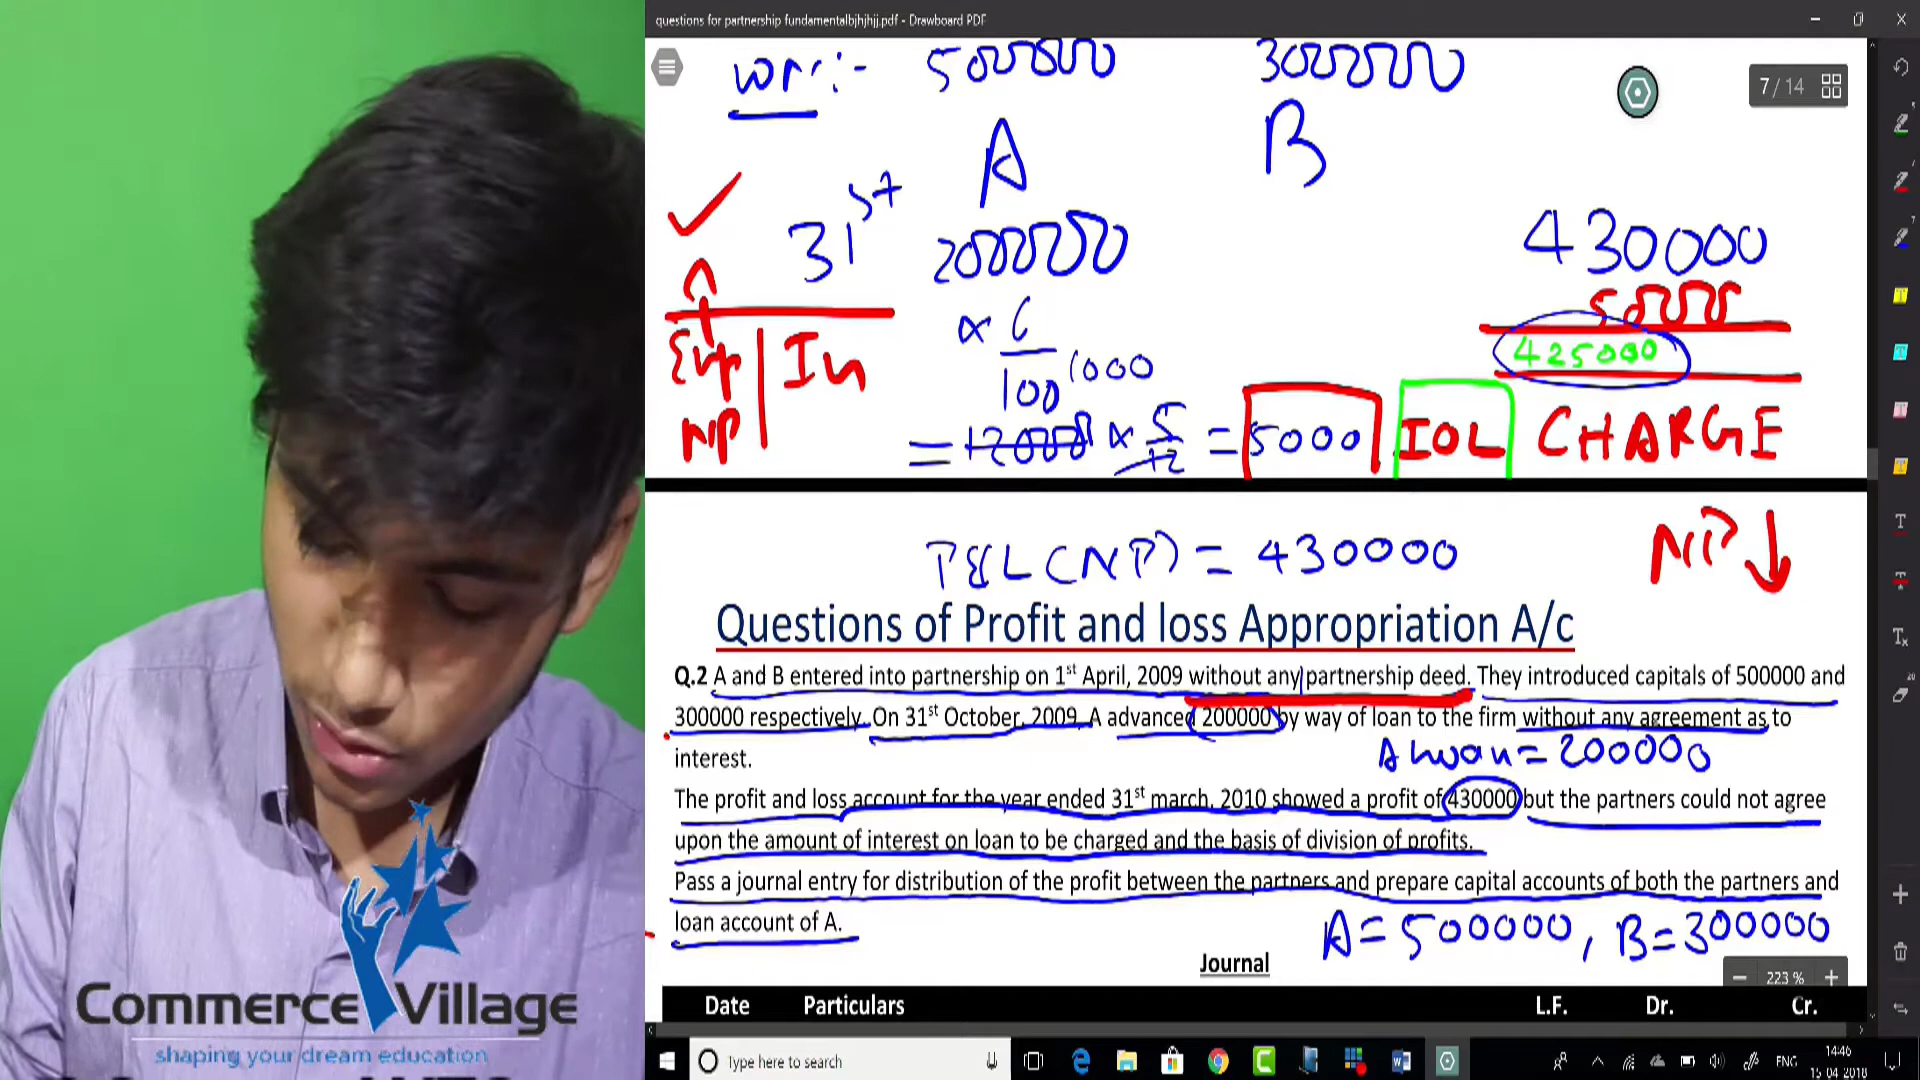 questions for partnership fundamentalbjhjhjj.pdf - Drawboard PDF
7 / 14
500000 300000
A B
31st 200000
430000
5000
425000
× 6
100 1000
Exp In
NP
= 12000 × 5 = 5000 IOL CHARGE
12
P&L (NP) = 430000 NP ↓
Questions of Profit and loss Appropriation A/c
Q.2 A and B entered into partnership on 1st April, 2009 without any partnership deed. They introduced capitals of 500000 and
300000 respectively. On 31st October, 2009 A advanced 200000 by way of loan to the firm without any agreement as to
interest.
A Loan = 200000
The profit and loss account for the year ended 31st march, 2010 showed a profit of 430000 but the partners could not agree
upon the amount of interest on loan to be charged and the basis of division of profits.
Pass a journal entry for distribution of the profit between the partners and prepare capital accounts of both the partners and
loan account of A.
A = 500000, B = 300000
Journal
223 %
Date Particulars L.F. Dr. Cr.
Commerce Village
shaping your dream education
Type here to search
ENG
14:46
15-04-2018